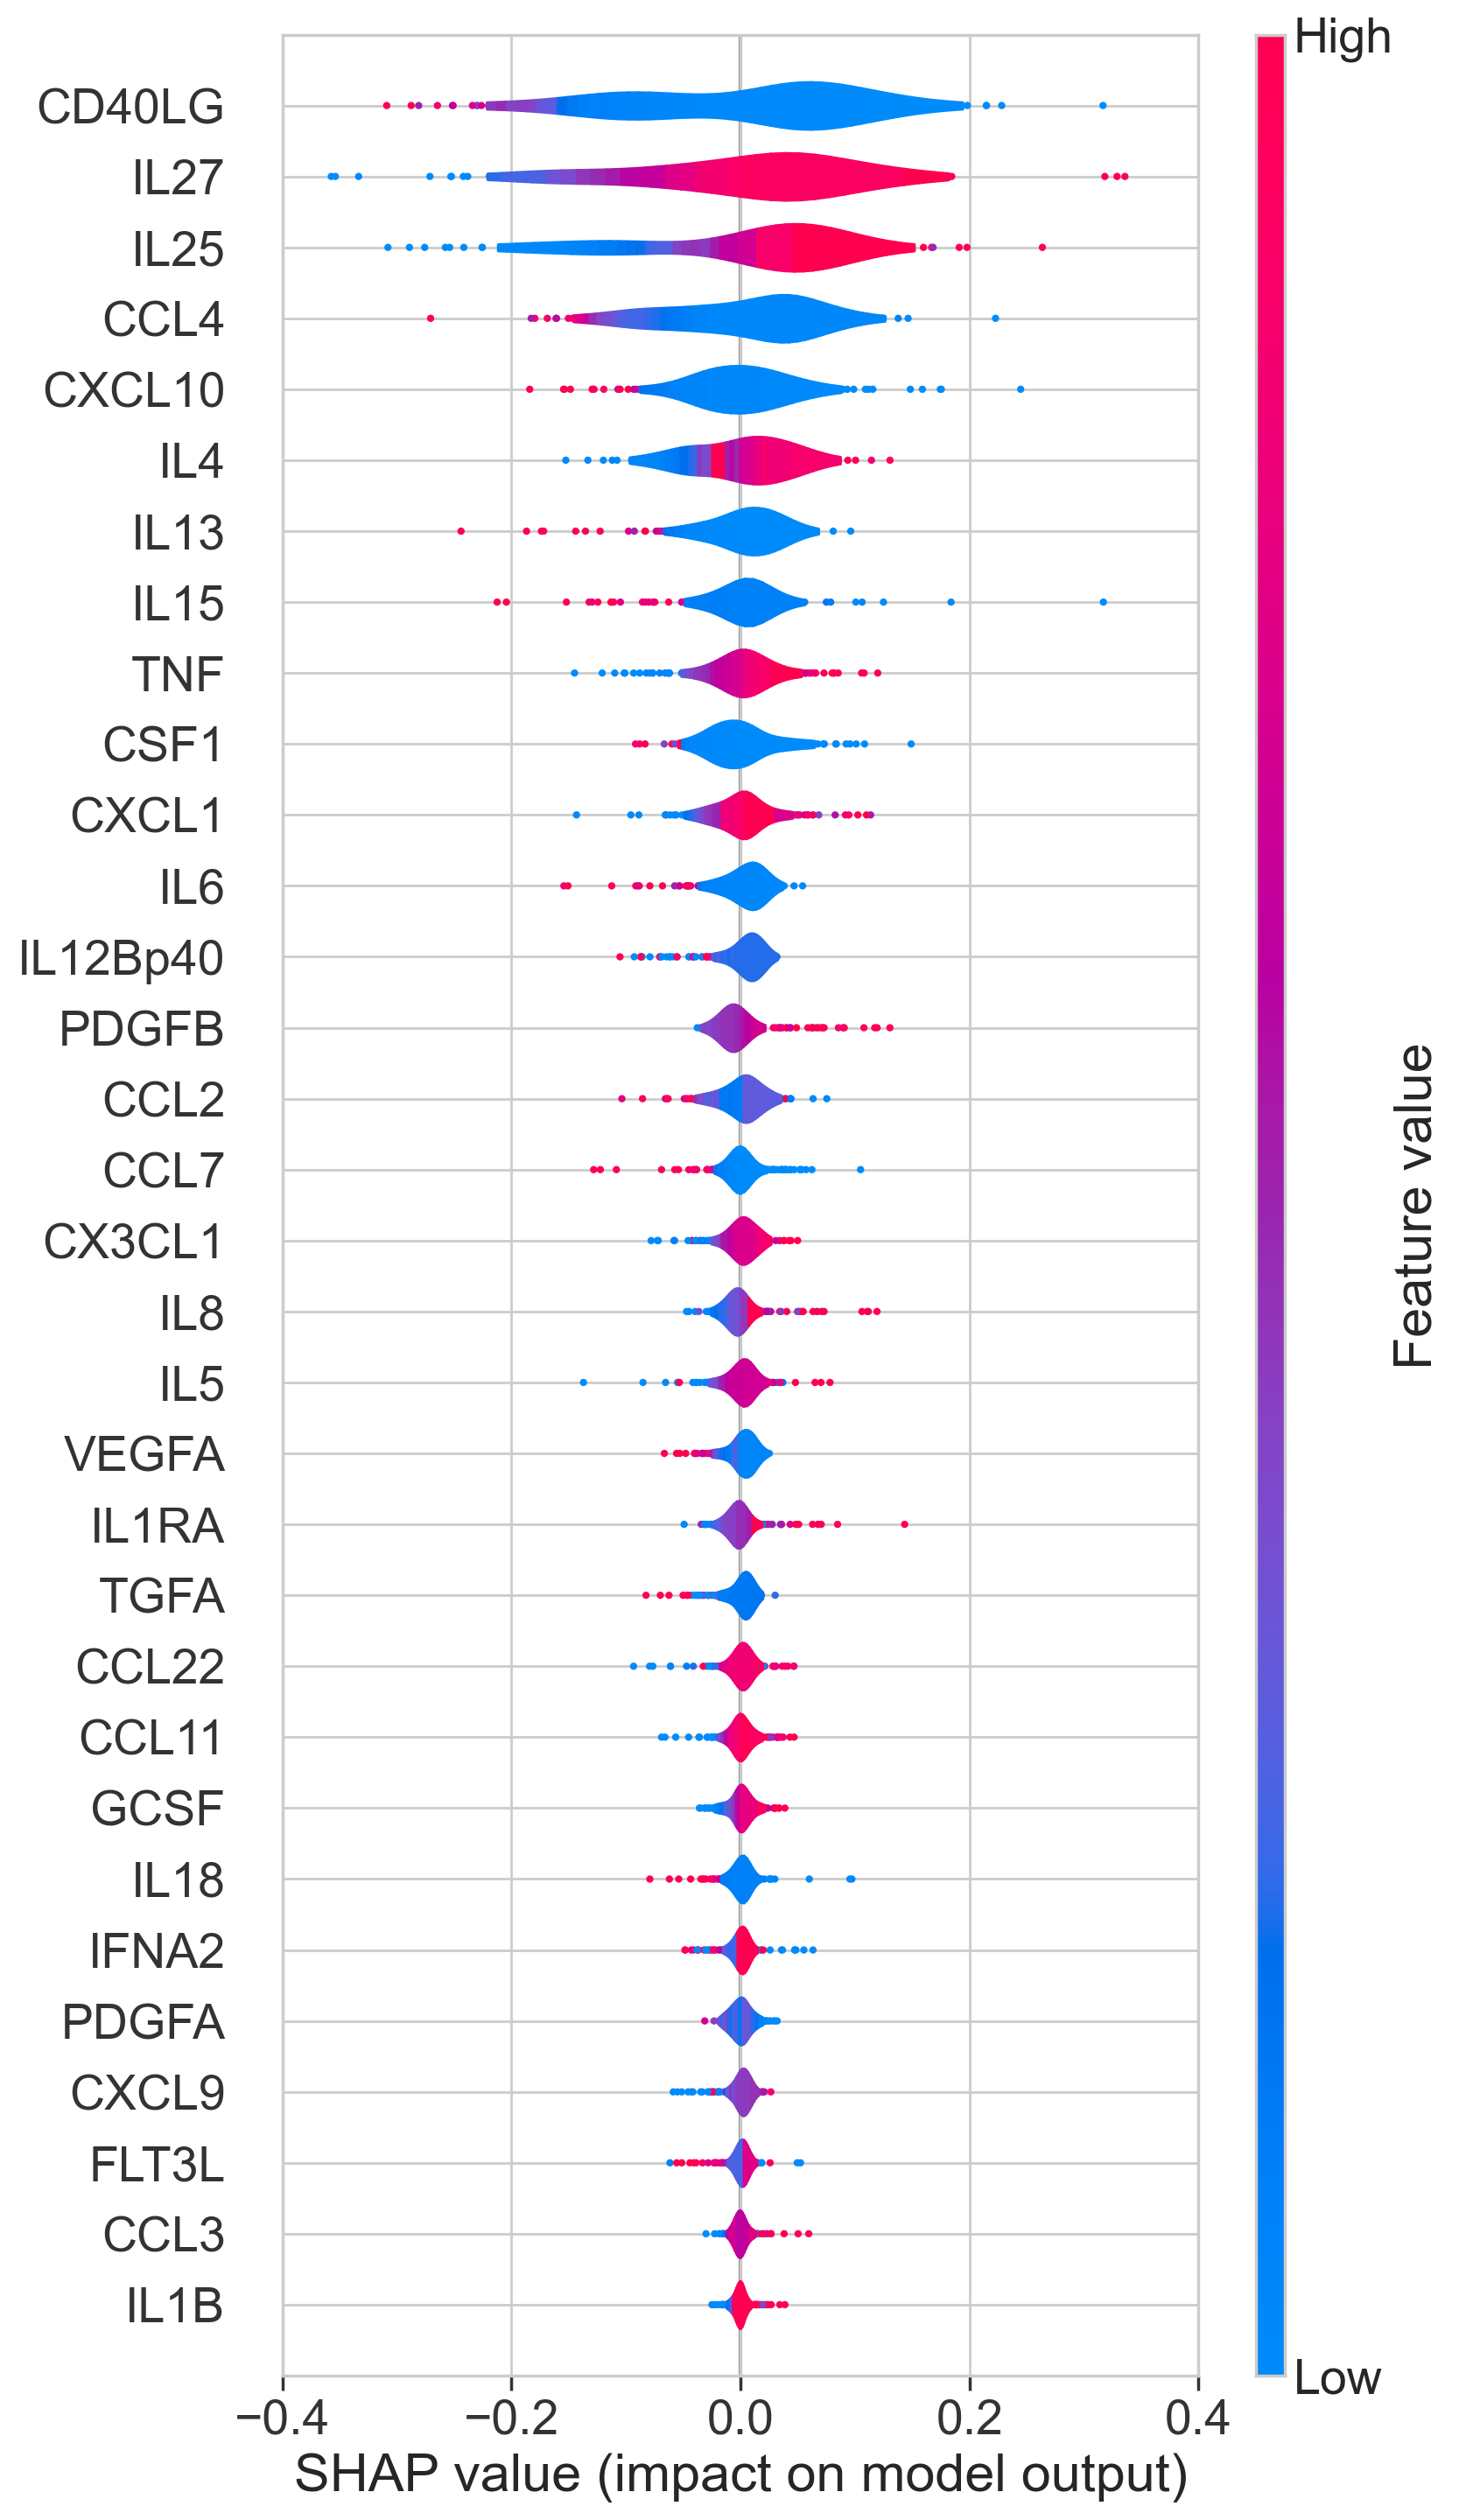 High
CD40LG
IL27
IL25
CCL4
CXCL10
IL4
IL13
IL15
TNF
CSF1
CXCL1
IL6
IL12Bp40
PDGFB
CCL2
CCL7
CX3CL1
IL8
IL5
VEGFA
IL1RA
TGFA
CCL22
CCL11
GCSF
IL18
IFNA2
PDGFA
CXCL9
FLT3L
CCL3
IL1B
Feature value
Low
−0.4 −0.2 0.0 0.2 0.4
SHAP value (impact on model output)